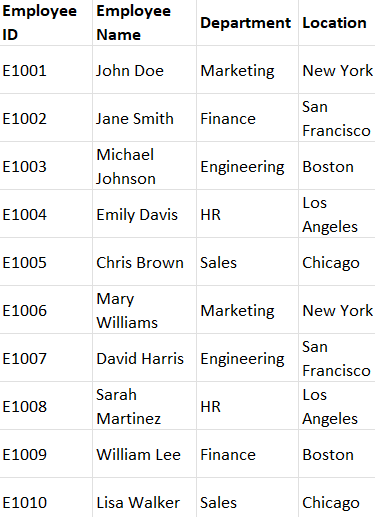 Employee ID Employee Name Department Location
E1001 John Doe Marketing New York
E1002 Jane Smith Finance San Francisco
E1003 Michael Johnson Engineering Boston
E1004 Emily Davis HR Los Angeles
E1005 Chris Brown Sales Chicago
E1006 Mary Williams Marketing New York
E1007 David Harris Engineering San Francisco
E1008 Sarah Martinez HR Los Angeles
E1009 William Lee Finance Boston
E1010 Lisa Walker Sales Chicago